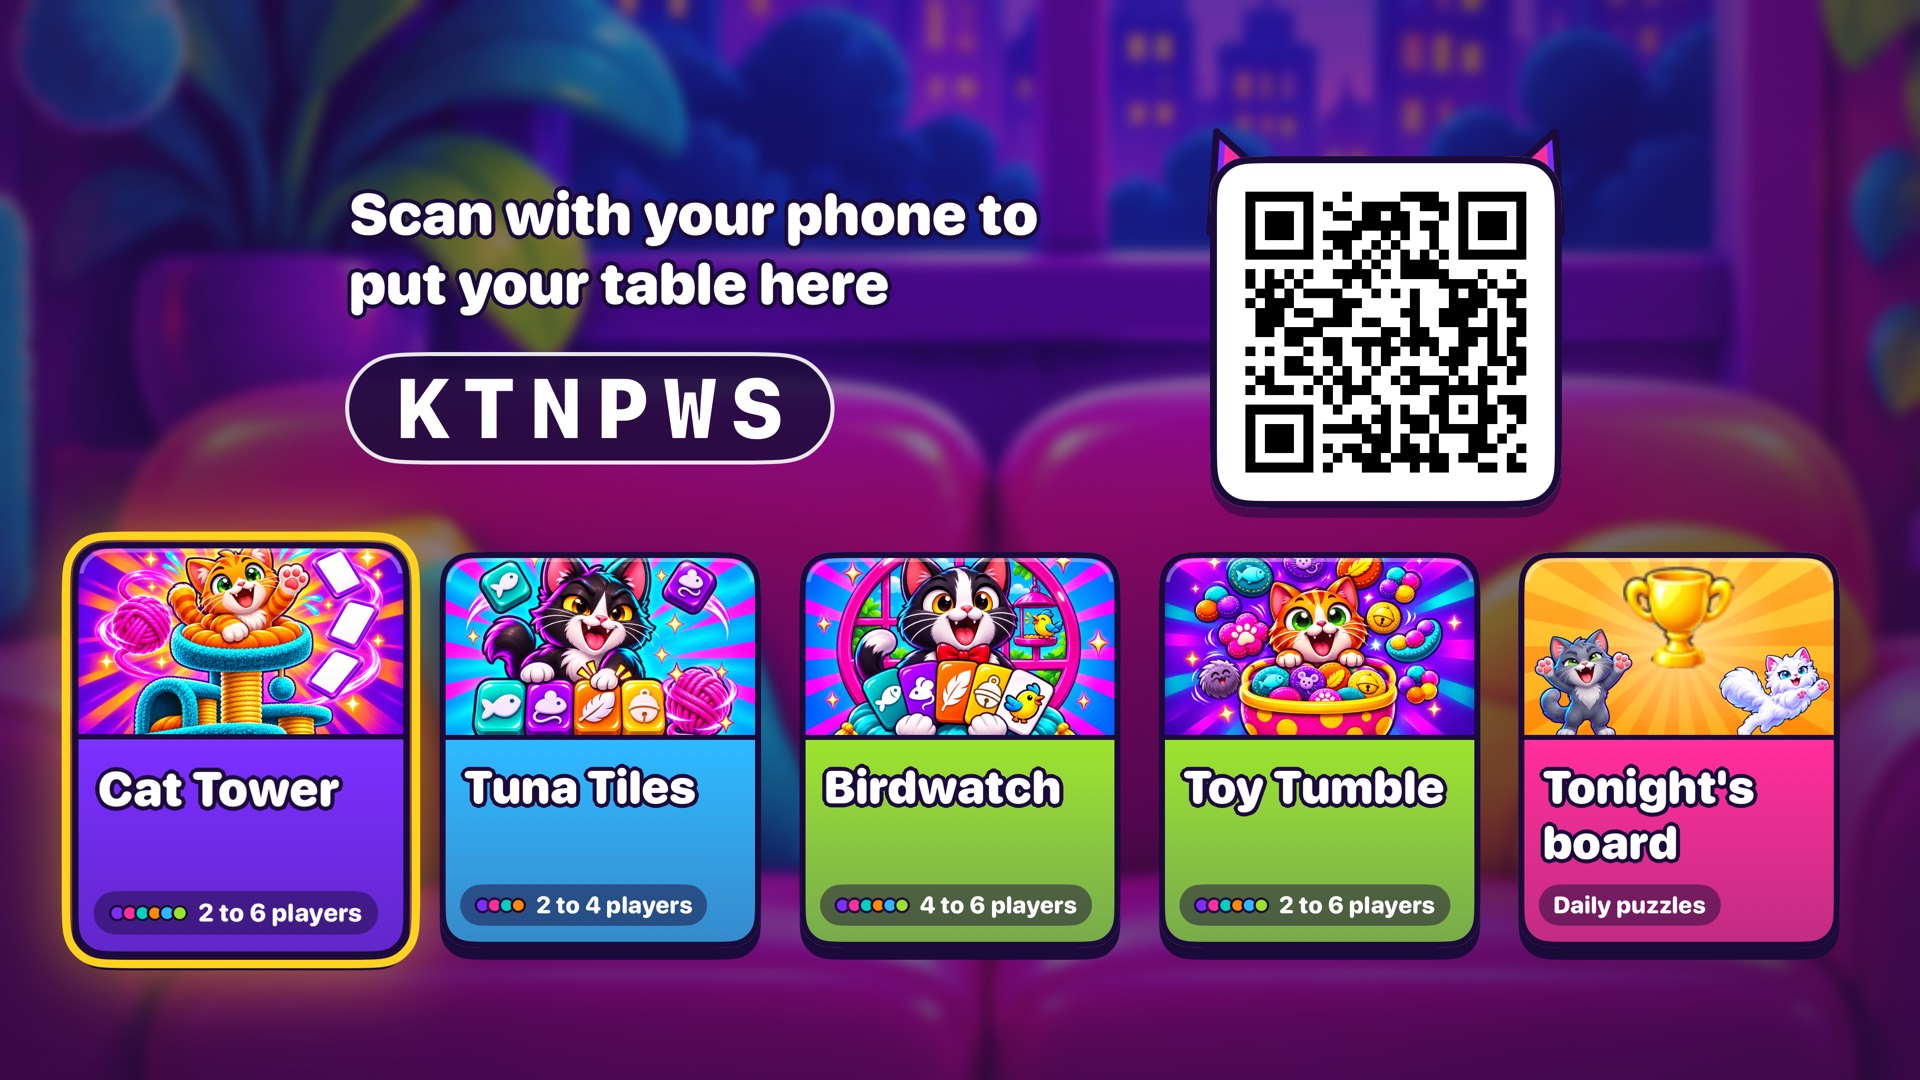 Scan with your phone to
put your table here
KTNPWS
Cat Tower
2 to 6 players
Tuna Tiles
2 to 4 players
Birdwatch
4 to 6 players
Toy Tumble
2 to 6 players
Tonight's
board
Daily puzzles